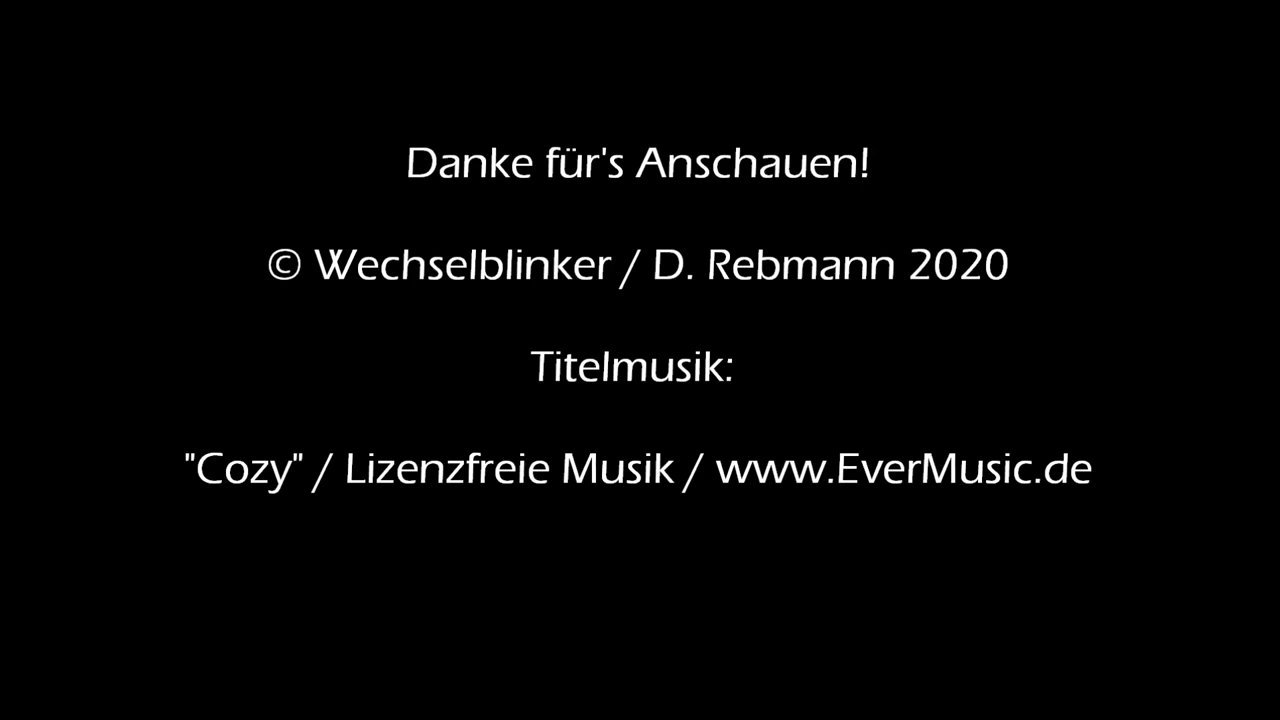 Danke für's Anschauen!
© Wechselblinker / D. Rebmann 2020
Titelmusik:
"Cozy" / Lizenzfreie Musik / www.EverMusic.de